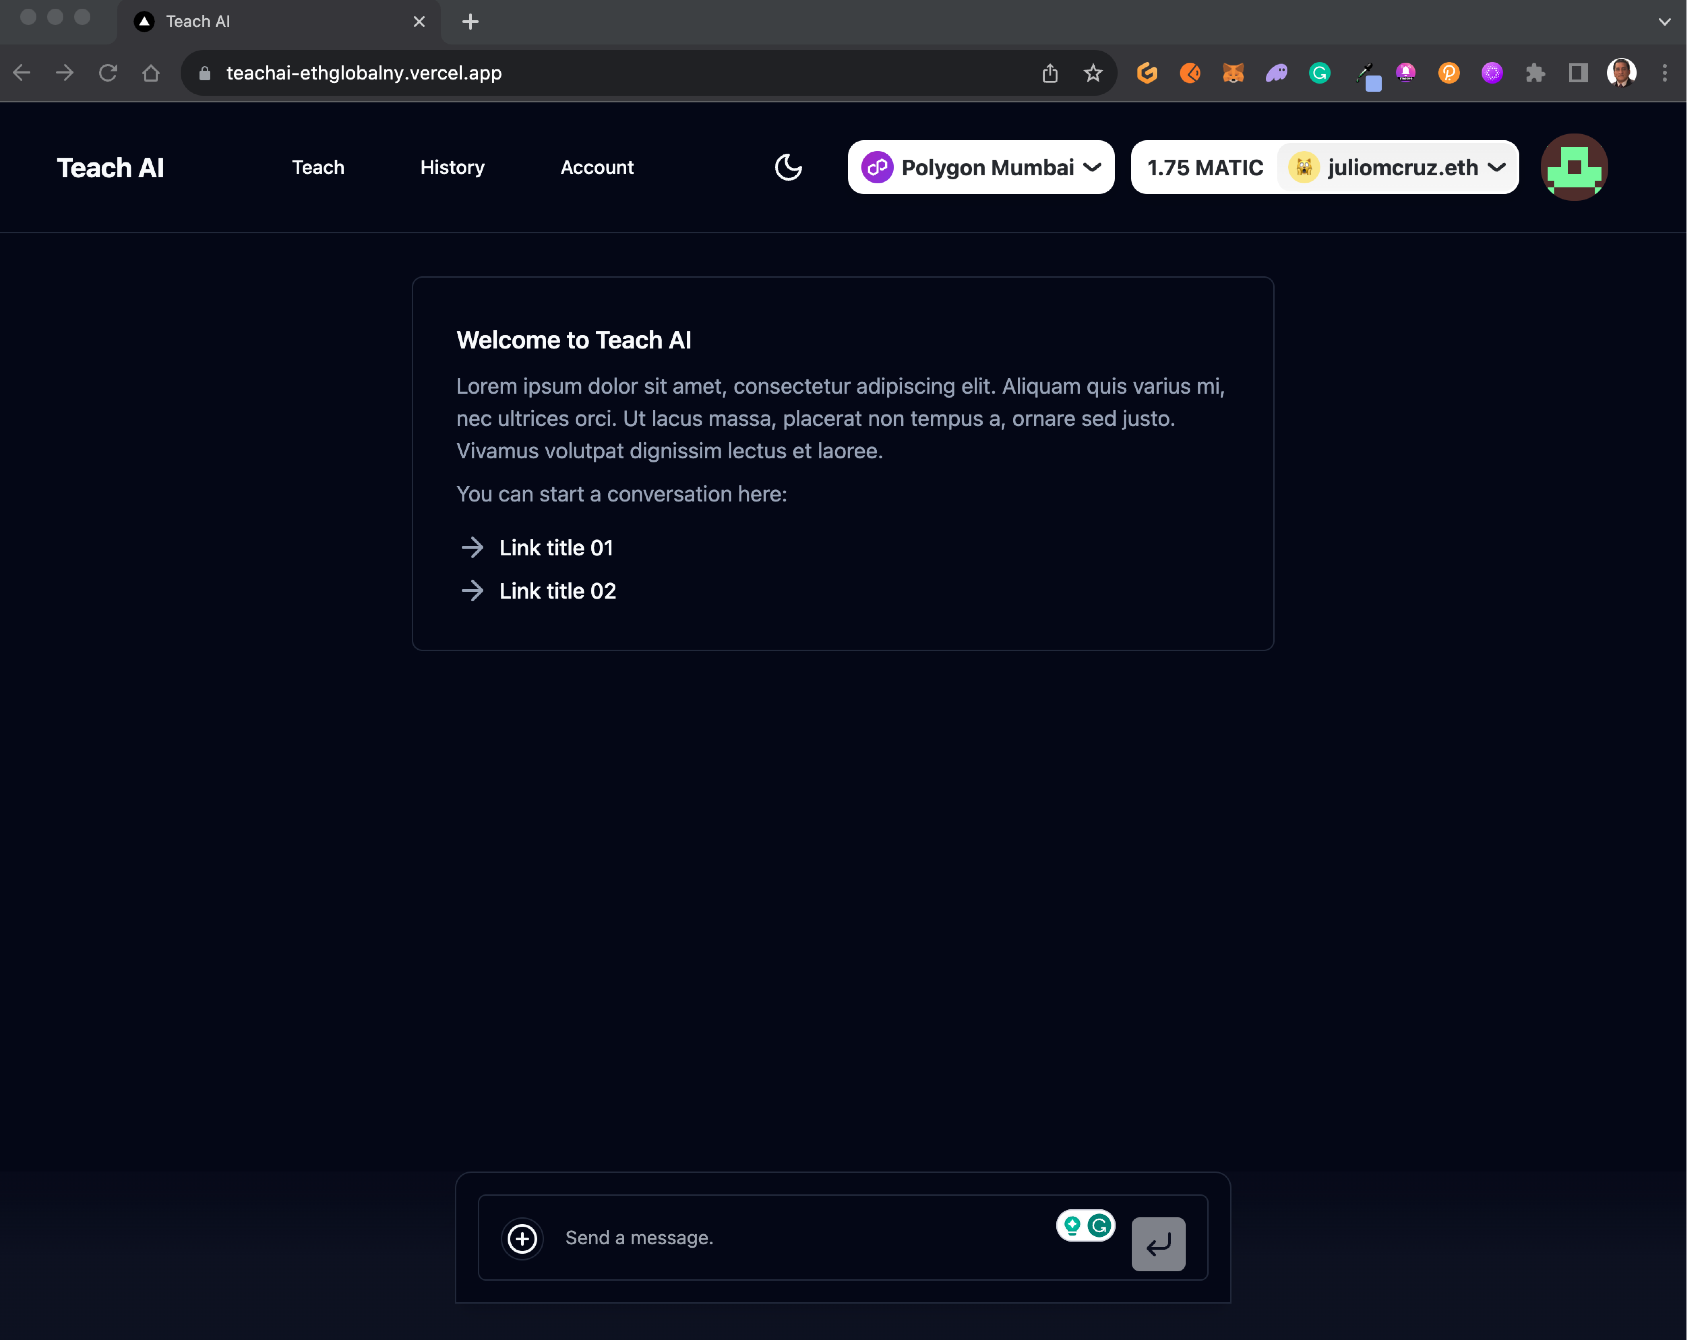 Teach AI
teachai-ethglobalny.vercel.app
Teach AI
Teach
History
Account
Polygon Mumbai
1.75 MATIC
juliomcruz.eth
Welcome to Teach AI
Lorem ipsum dolor sit amet, consectetur adipiscing elit. Aliquam quis varius mi,
nec ultrices orci. Ut lacus massa, placerat non tempus a, ornare sed justo.
Vivamus volutpat dignissim lectus et laoree.
You can start a conversation here:
Link title 01
Link title 02
Send a message.